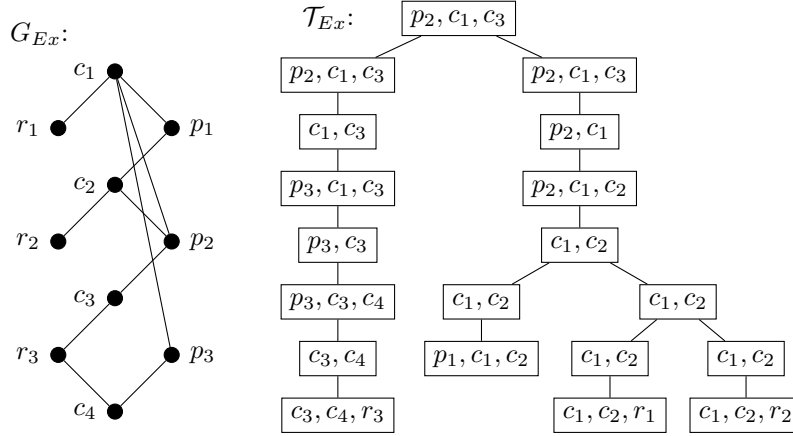 G_{Ex}:
c_1
r_1 p_1
c_2
r_2 p_2
c_3
r_3 p_3
c_4
𝒯_{Ex}: p_2, c_1, c_3
p_2, c_1, c_3 p_2, c_1, c_3
c_1, c_3 p_2, c_1
p_3, c_1, c_3 p_2, c_1, c_2
p_3, c_3 c_1, c_2
p_3, c_3, c_4 c_1, c_2 c_1, c_2
c_3, c_4 p_1, c_1, c_2 c_1, c_2 c_1, c_2
c_3, c_4, r_3 c_1, c_2, r_1 c_1, c_2, r_2